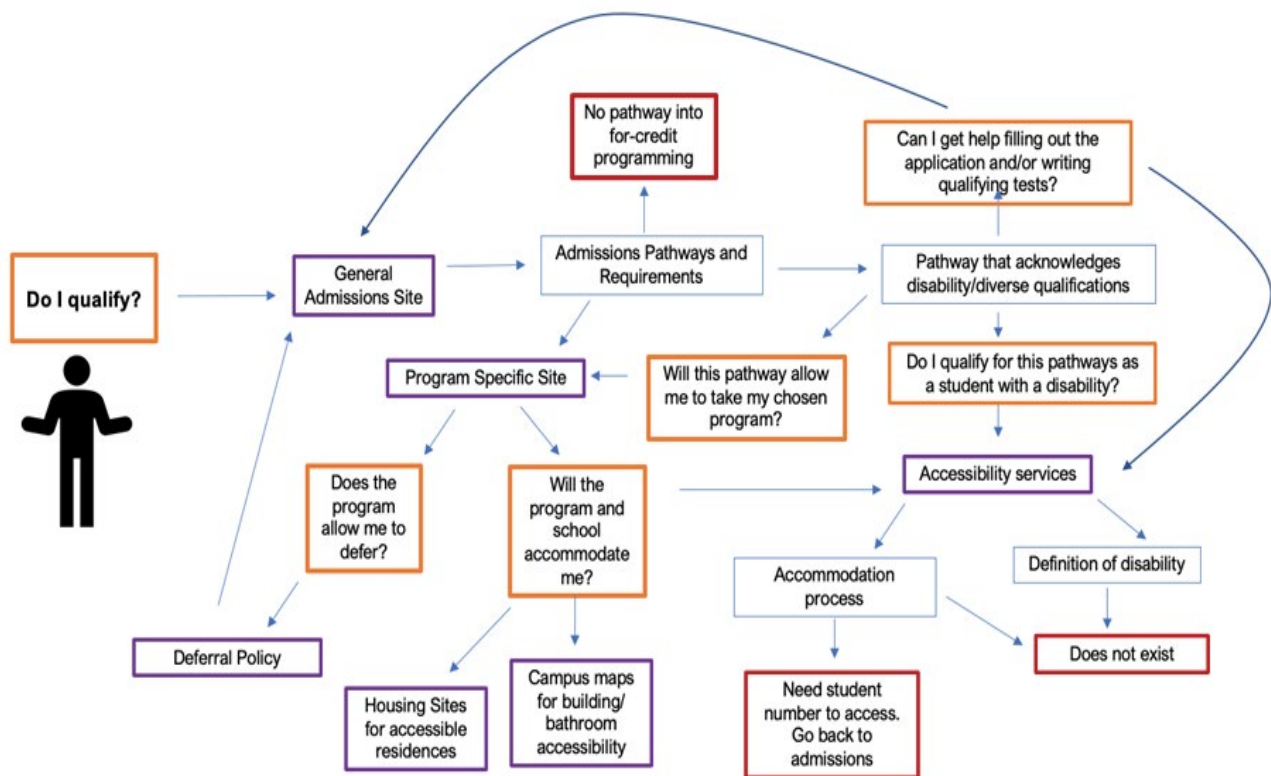 No pathway into
for-credit
programming
Can I get help filling out the
application and/or writing
qualifying tests?
Do I qualify?
General
Admissions Site
Admissions Pathways and
Requirements
Pathway that acknowledges
disability/diverse qualifications
Program Specific Site
Will this pathway allow
me to take my chosen
program?
Do I qualify for this pathways as
a student with a disability?
Does the
program
allow me to
defer?
Will the
program and
school
accommodate
me?
Accessibility services
Accommodation
process
Definition of disability
Deferral Policy
Does not exist
Housing Sites
for accessible
residences
Campus maps
for building/
bathroom
accessibility
Need student
number to access.
Go back to
admissions